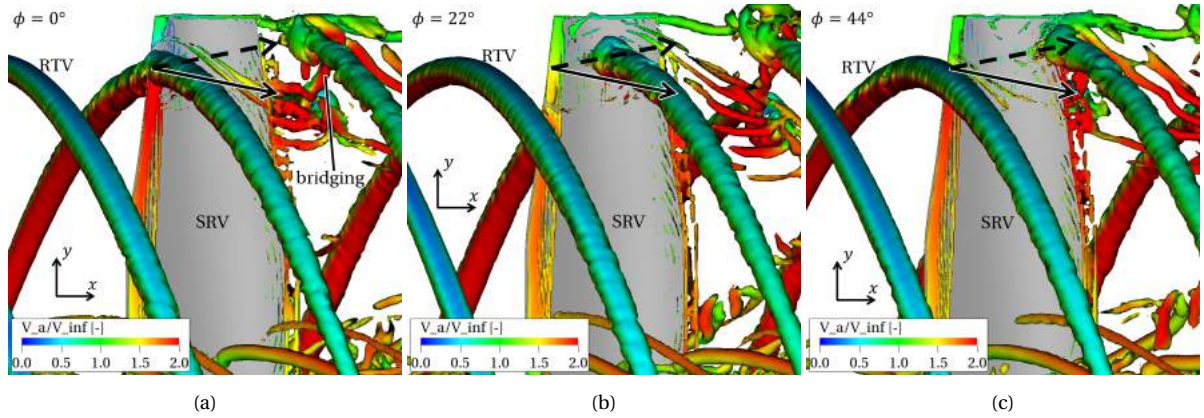 ϕ = 0°
RTV
bridging
SRV
y
x
V_a/V_inf [-]
0.0 0.5 1.0 1.5 2.0
(a)
ϕ = 22°
RTV
y
x
SRV
V_a/V_inf [-]
0.0 0.5 1.0 1.5 2.0
(b)
ϕ = 44°
RTV
y
x
SRV
V_a/V_inf [-]
0.0 0.5 1.0 1.5 2.0
(c)